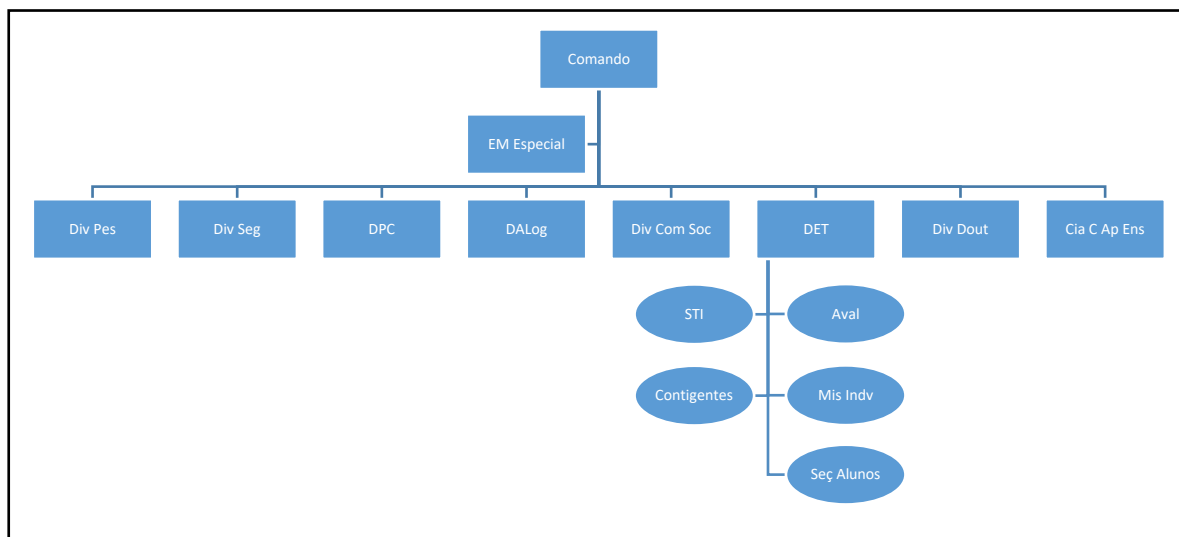 Comando
EM Especial
Div Pes
Div Seg
DPC
DALog
Div Com Soc
DET
Div Dout
Cia C Ap Ens
STI
Aval
Contigentes
Mis Indv
Seç Alunos